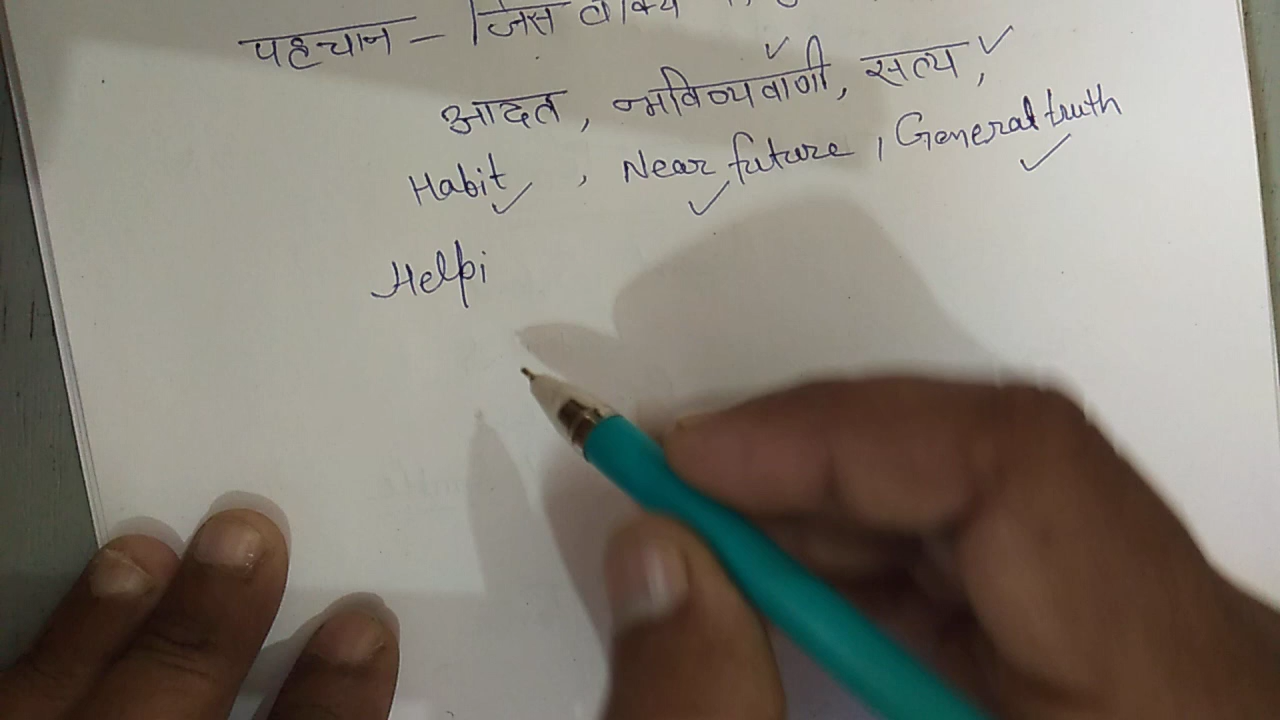 पहचान - जिस वाक्य
आदत, भविष्यवाणी, सत्य,
Habit, Near future, General truth
Helpi